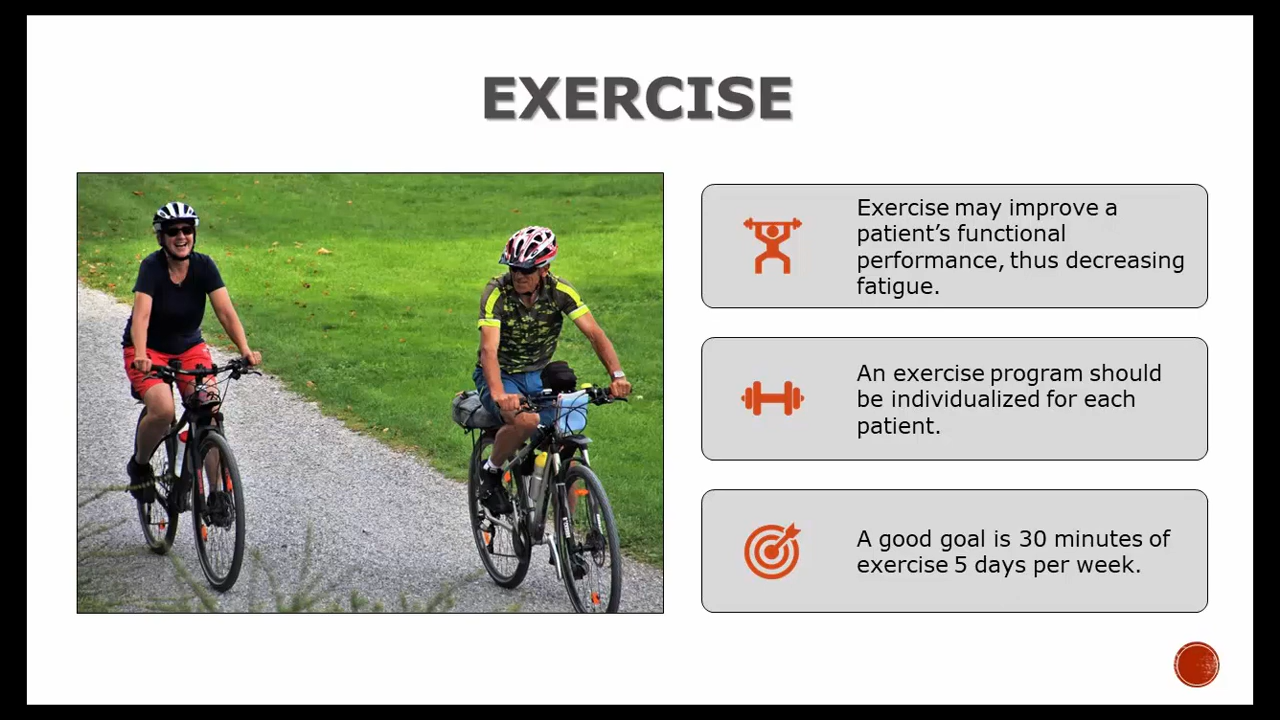 EXERCISE
Exercise may improve a
patient’s functional
performance, thus decreasing
fatigue.
An exercise program should
be individualized for each
patient.
A good goal is 30 minutes of
exercise 5 days per week.